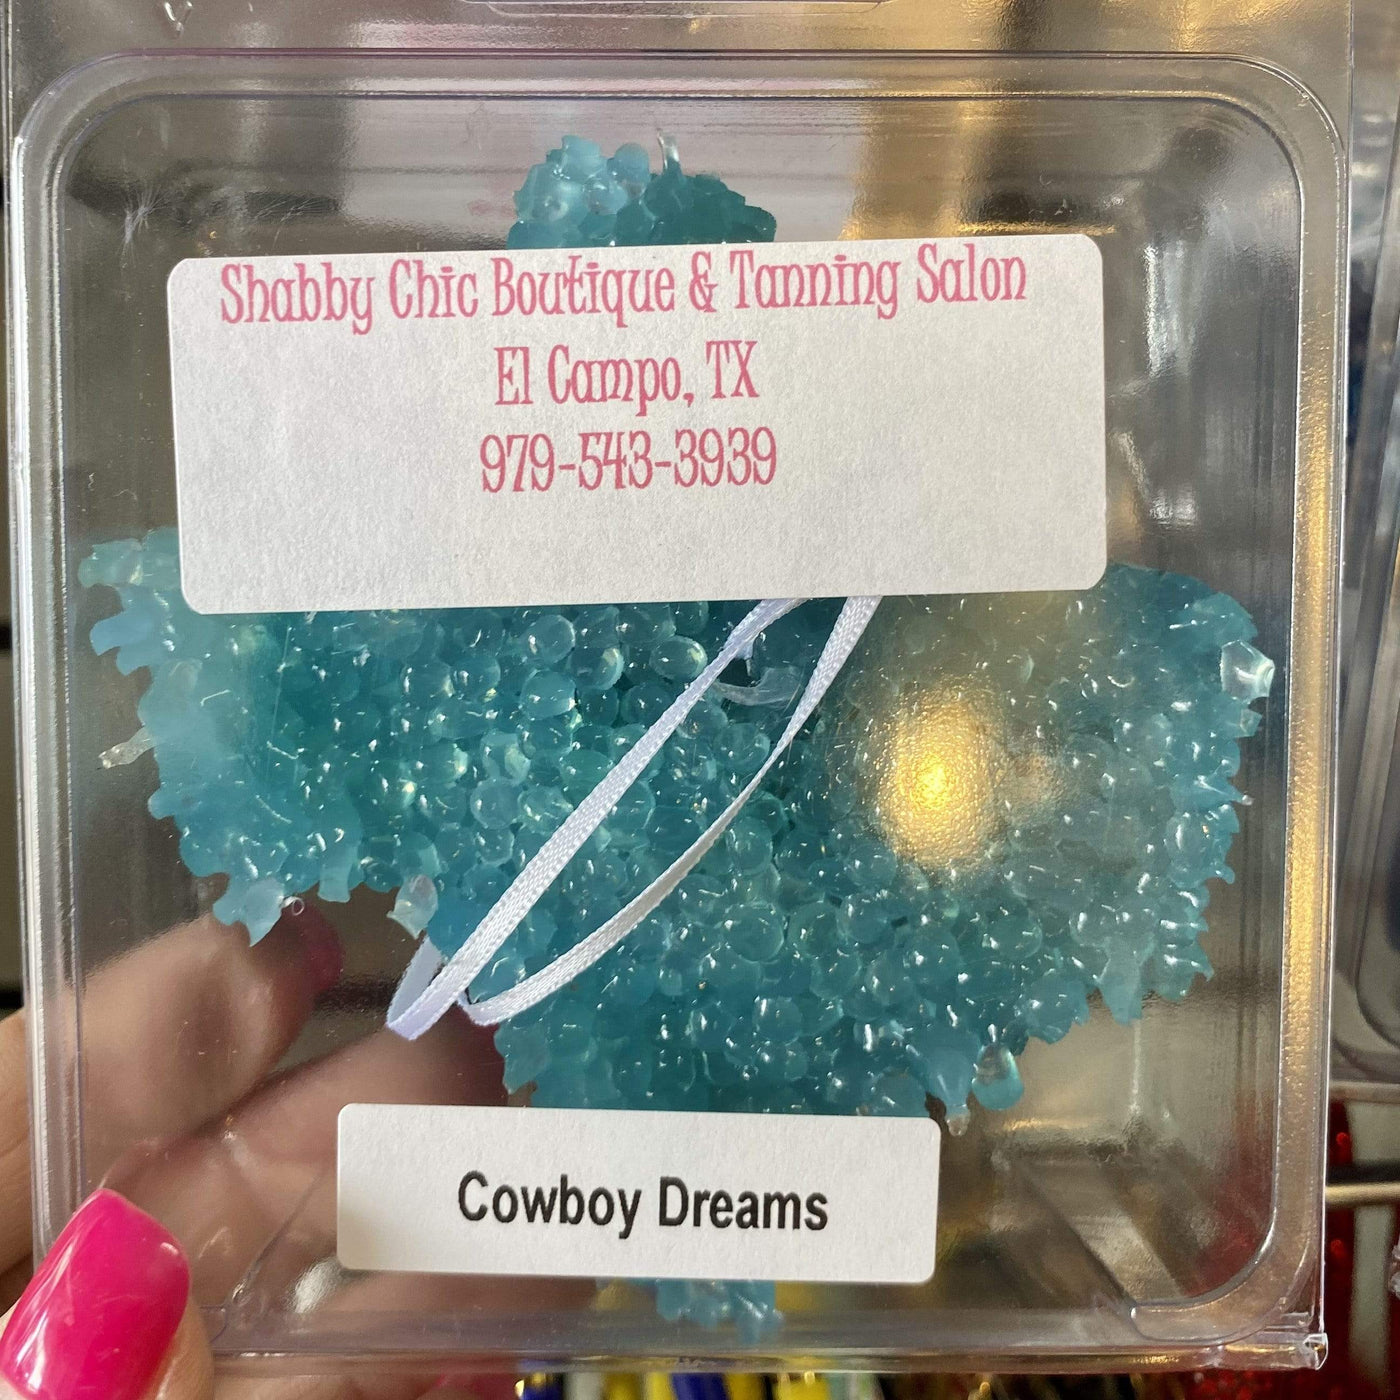 Shabby Chic Boutique & Tanning Salon
El Campo, TX
979-543-3939
Cowboy Dreams